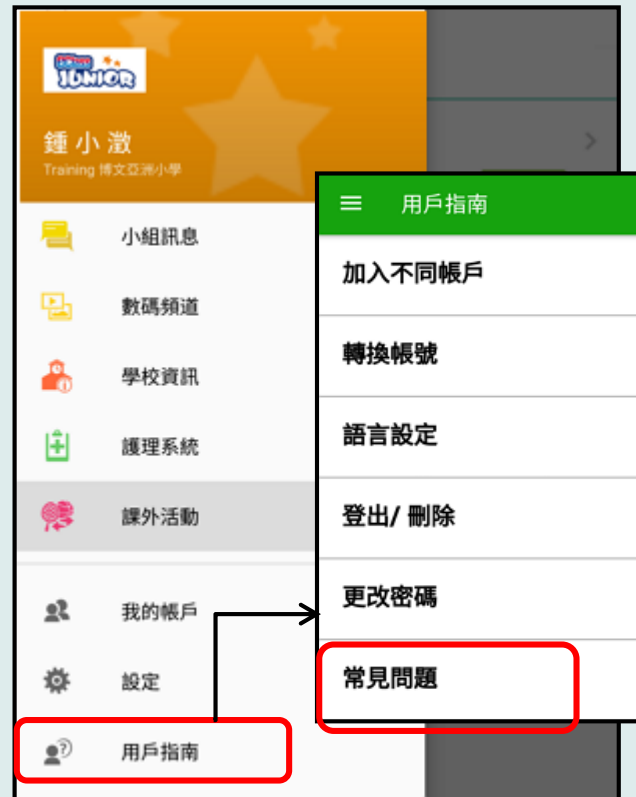 JUNIOR
鍾小澂
Training 博文亞洲小學
小組訊息
數碼頻道
學校資訊
護理系統
課外活動
我的帳戶
設定
用戶指南
用戶指南
加入不同帳戶
轉換帳號
語言設定
登出/ 刪除
更改密碼
常見問題